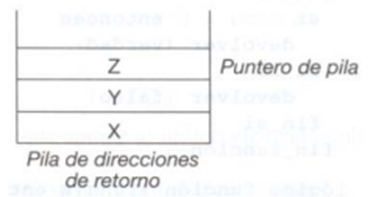 Z
Puntero de pila
Y
X
Pila de direcciones
de retorno